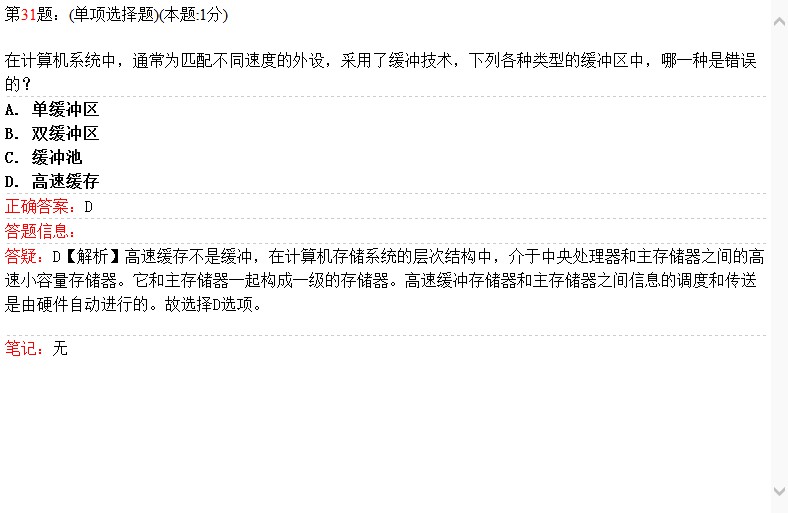 第31题：(单项选择题)(本题:1分)
在计算机系统中，通常为匹配不同速度的外设，采用了缓冲技术，下列各种类型的缓冲区中，哪一种是错误
的？
A. 单缓冲区
B. 双缓冲区
C. 缓冲池
D. 高速缓存
正确答案：D
答题信息：
答疑：D【解析】高速缓存不是缓冲，在计算机存储系统的层次结构中，介于中央处理器和主存储器之间的高
速小容量存储器。它和主存储器一起构成一级的存储器。高速缓冲存储器和主存储器之间信息的调度和传送
是由硬件自动进行的。故选择D选项。
笔记：无